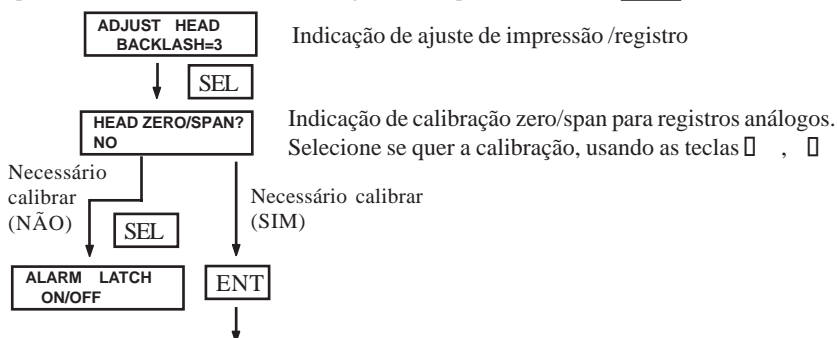 ADJUST HEAD
BACKLASH=3
Indicação de ajuste de impressão /registro
SEL
HEAD ZERO/SPAN?
NO
Indicação de calibração zero/span para registros análogos.
Selecione se quer a calibração, usando as teclas ▯ , ▯
Necessário
calibrar
(NÃO)
Necessário calibrar
(SIM)
SEL
ALARM LATCH
ON/OFF
ENT